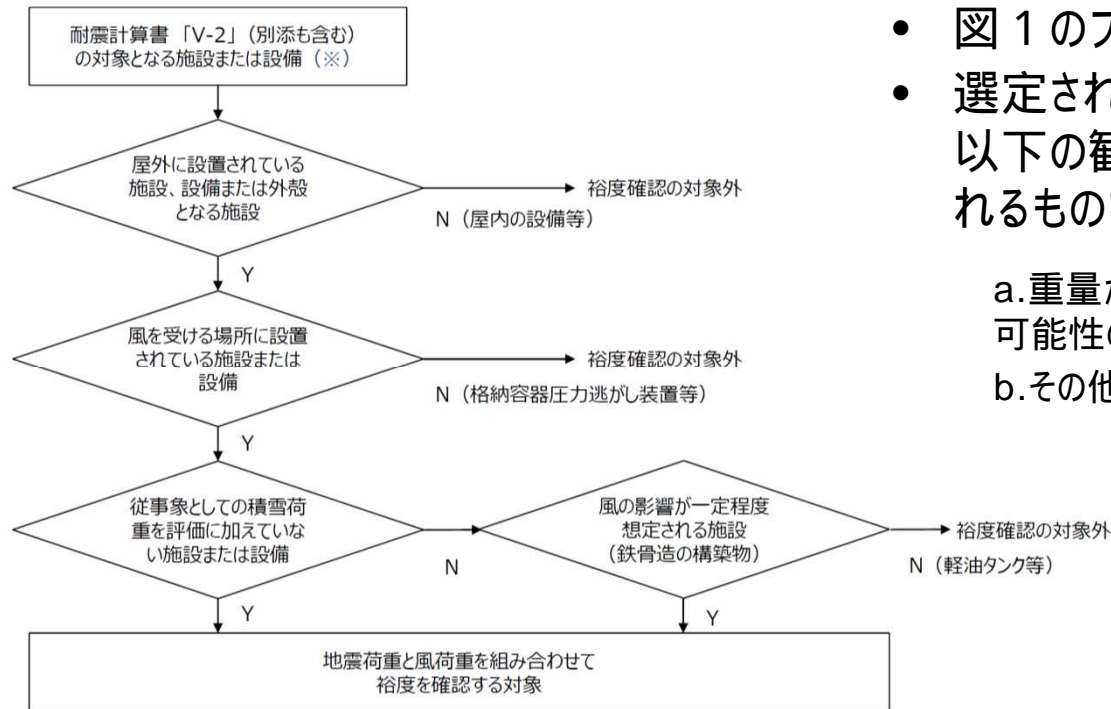 耐震計算書「V-2」(別添も含む)
の対象となる施設または設備(※)
屋外に設置されている
施設、設備または外殻
となる施設
裕度確認の対象外
N(屋内の設備等)
Y
風を受ける場所に設置
されている施設または
設備
裕度確認の対象外
N(格納容器圧力逃がし装置等)
Y
従事象としての積雪荷
重を評価に加えていな
い施設または設備
N
風の影響が一定程度
想定される施設
(鉄骨造の構築物)
裕度確認の対象外
N(軽油タンク等)
Y
Y
地震荷重と風荷重を組み合わせて
裕度を確認する対象
• 図1の
• 選定され
以下の
れるもの
a.重量
可能性の
b.その他